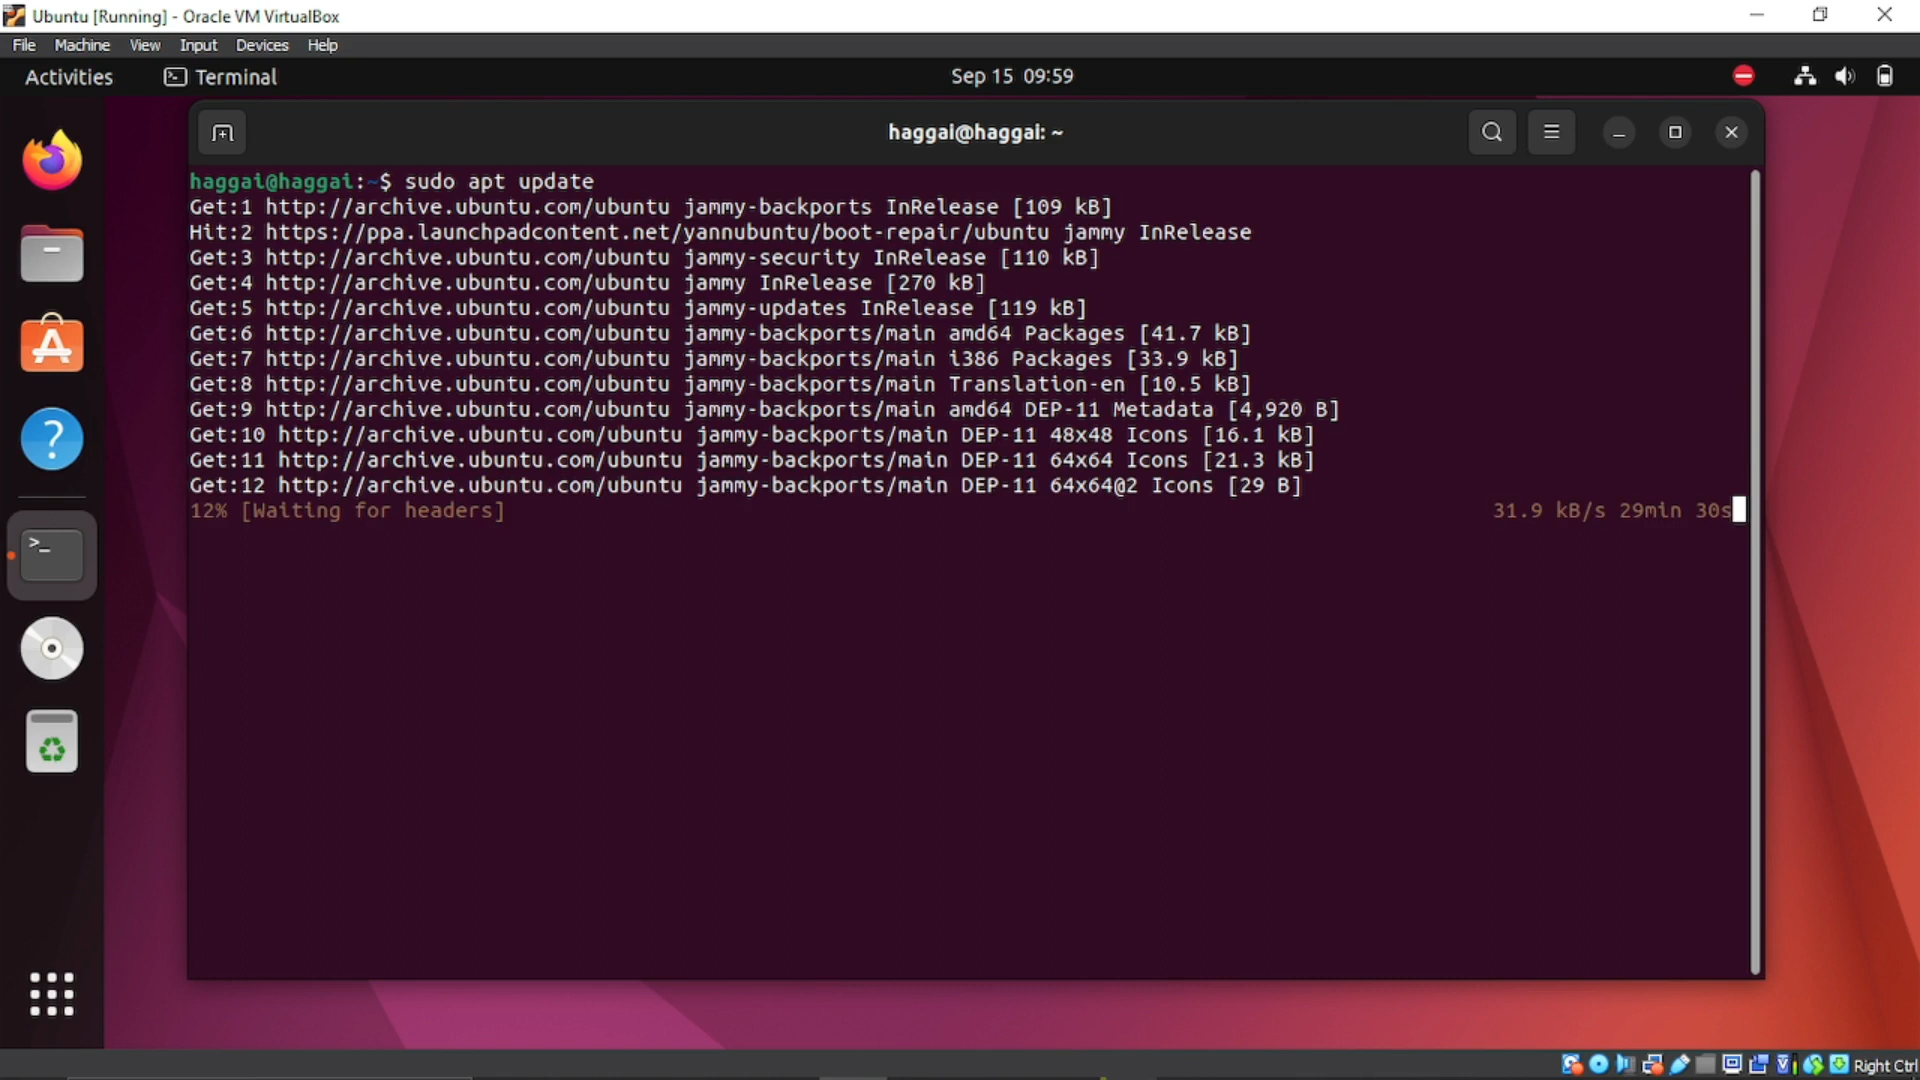 Ubuntu [Running] - Oracle VM VirtualBox
File Machine View Input Devices Help
Activities Terminal Sep 15 09:59
haggai@haggai: ~
haggai@haggai:~$ sudo apt update
Get:1 http://archive.ubuntu.com/ubuntu jammy-backports InRelease [109 kB]
Hit:2 https://ppa.launchpadcontent.net/yannubuntu/boot-repair/ubuntu jammy InRelease
Get:3 http://archive.ubuntu.com/ubuntu jammy-security InRelease [110 kB]
Get:4 http://archive.ubuntu.com/ubuntu jammy InRelease [270 kB]
Get:5 http://archive.ubuntu.com/ubuntu jammy-updates InRelease [119 kB]
Get:6 http://archive.ubuntu.com/ubuntu jammy-backports/main amd64 Packages [41.7 kB]
Get:7 http://archive.ubuntu.com/ubuntu jammy-backports/main i386 Packages [33.9 kB]
Get:8 http://archive.ubuntu.com/ubuntu jammy-backports/main Translation-en [10.5 kB]
Get:9 http://archive.ubuntu.com/ubuntu jammy-backports/main amd64 DEP-11 Metadata [4,920 B]
Get:10 http://archive.ubuntu.com/ubuntu jammy-backports/main DEP-11 48x48 Icons [16.1 kB]
Get:11 http://archive.ubuntu.com/ubuntu jammy-backports/main DEP-11 64x64 Icons [21.3 kB]
Get:12 http://archive.ubuntu.com/ubuntu jammy-backports/main DEP-11 64x64@2 Icons [29 B]
12% [Waiting for headers] 31.9 kB/s 29min 30s
Right Ctrl